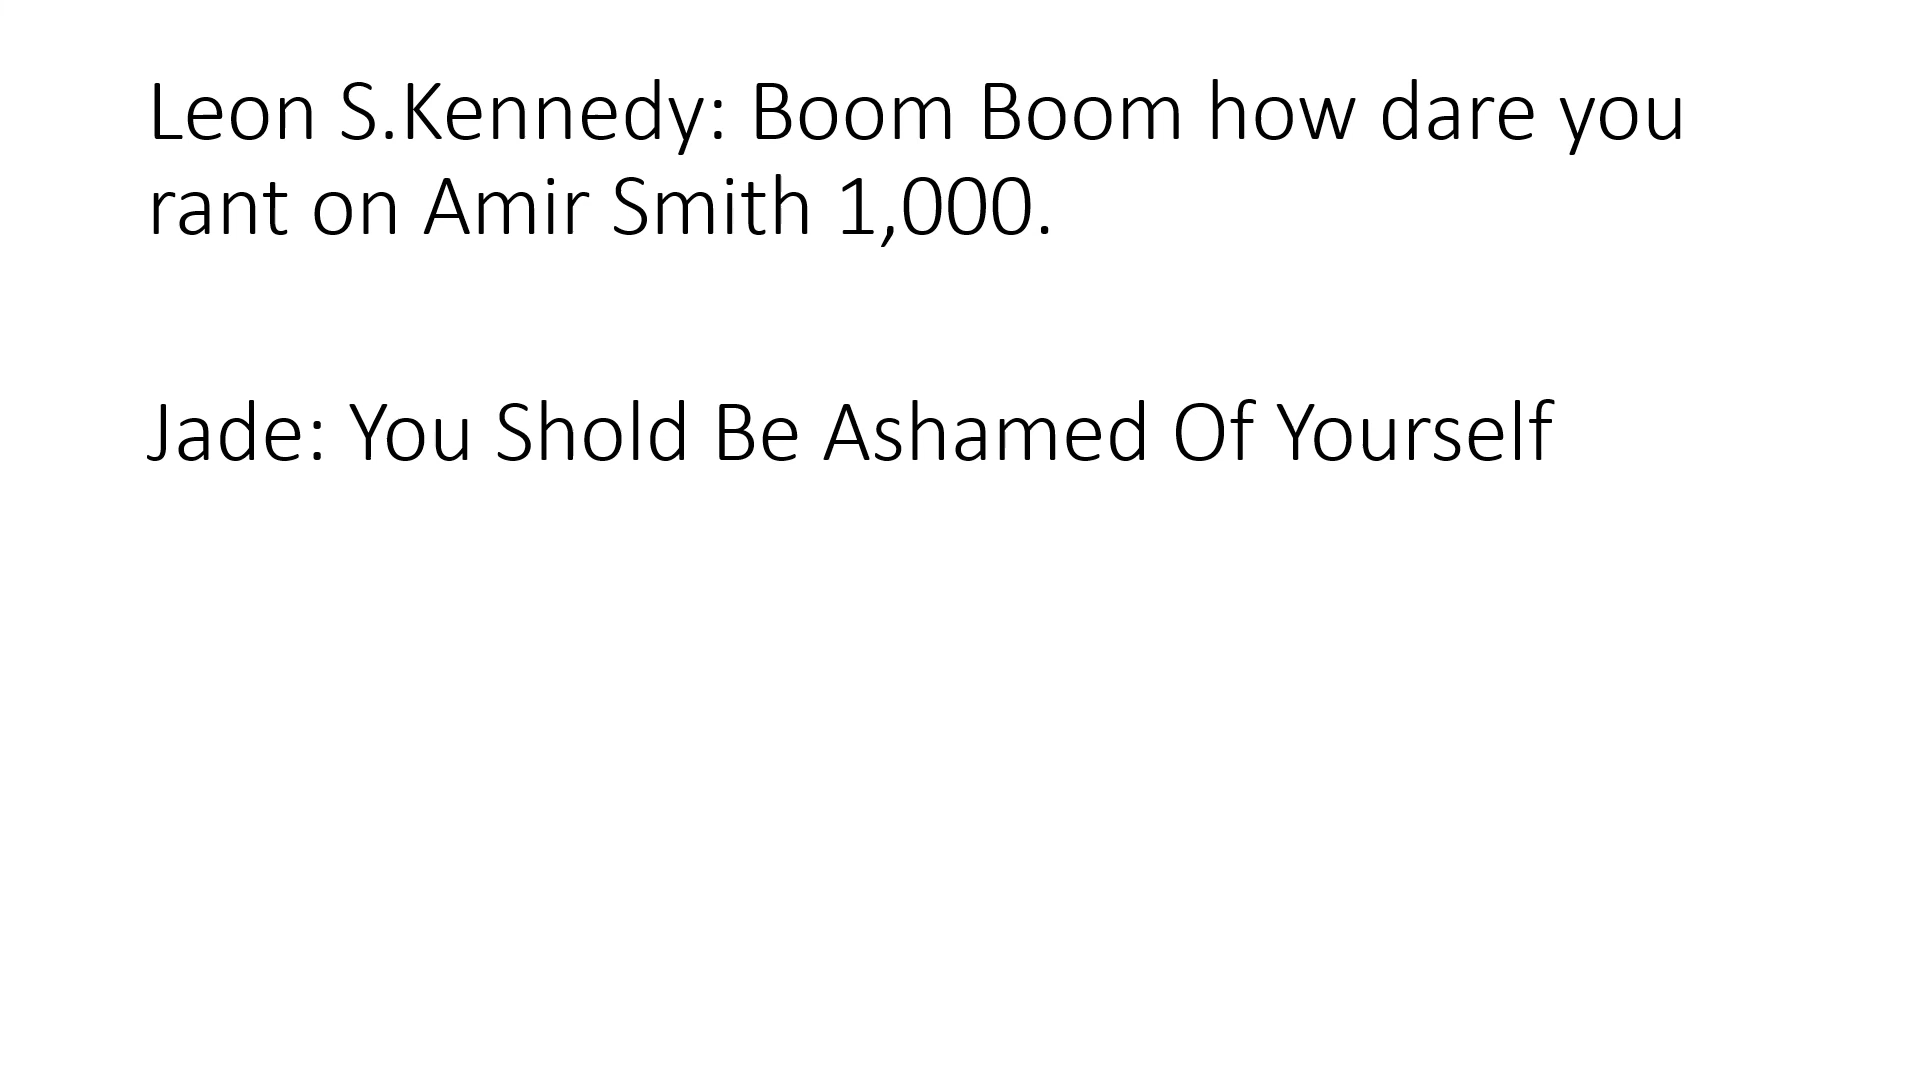 Leon S.Kennedy: Boom Boom how dare you
rant on Amir Smith 1,000.
Jade: You Shold Be Ashamed Of Yourself